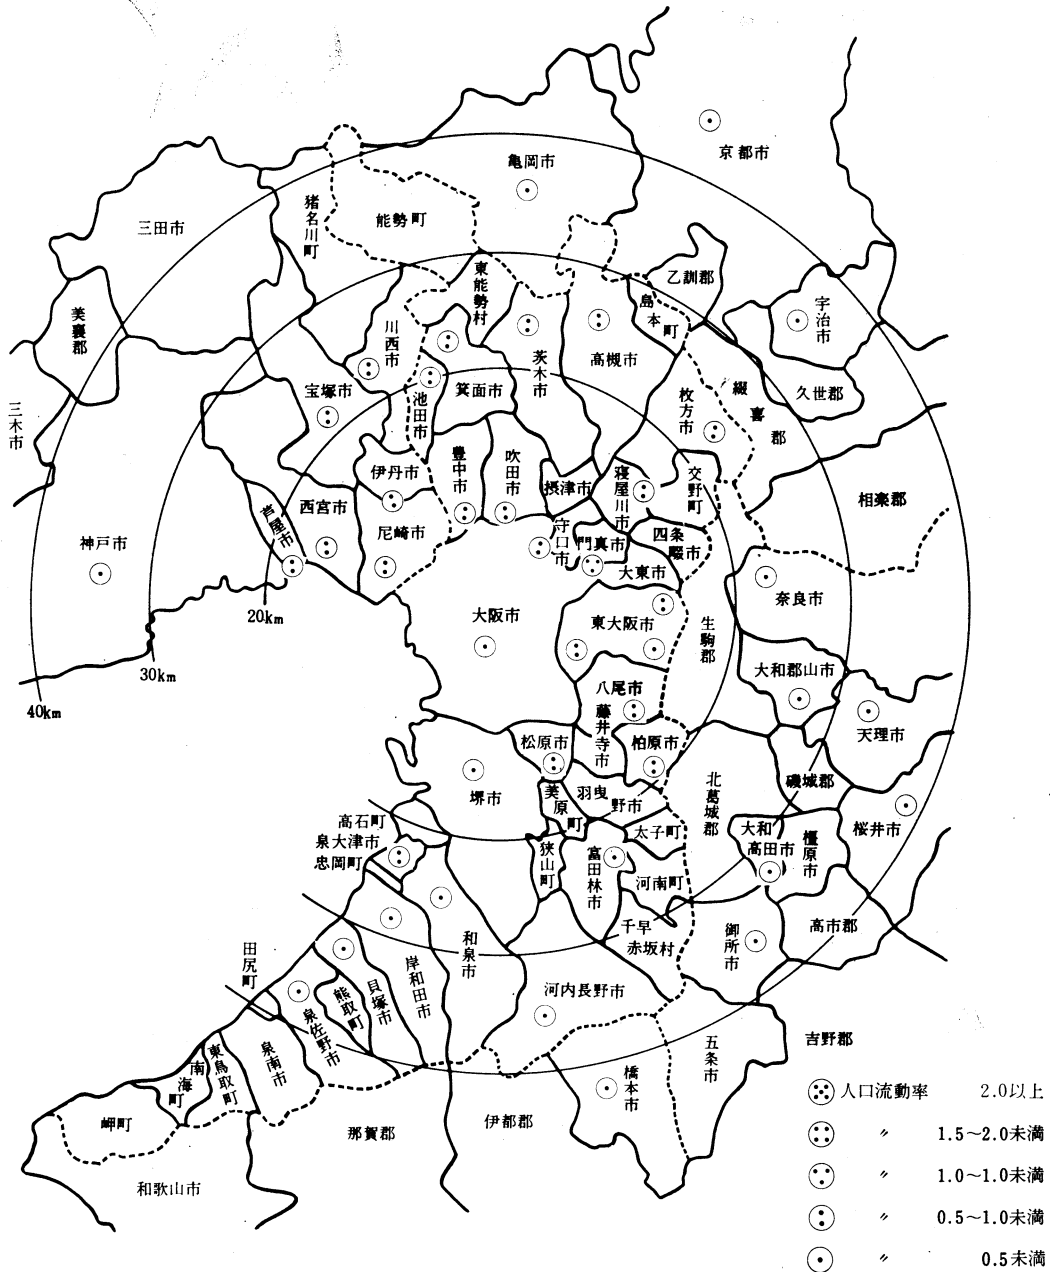 京都市
亀岡市
三田市
猪名川町
能勢町
東能勢村
乙訓郡
島本町
宇治市
美嚢郡
川西市
茨木市
高槻市
久世郡
宝塚市
池田市
箕面市
枚方市
綴喜郡
三木市
伊丹市
豊中市
吹田市
摂津市
寝屋川市
交野町
相楽郡
西宮市
芦屋市
尼崎市
守口市
門真市
四条畷市
神戸市
大東市
奈良市
大阪市
東大阪市
生駒郡
20km
30km
40km
大和郡山市
八尾市
藤井寺市
柏原市
天理市
松原市
堺市
美原町
羽曳野市
北葛城郡
磯城郡
桜井市
高石町
泉大津市
忠岡町
太子町
大和高田市
橿原市
狭山町
富田林市
河南町
千早赤坂村
御所市
高市郡
和泉市
田尻町
岸和田市
貝塚市
熊取町
泉佐野市
河内長野市
吉野郡
五条市
泉南市
東鳥取町
南海町
橋本市
岬町
那賀郡
伊都郡
和歌山市
人口流動率 2.0以上
〃 1.5~2.0未満
〃 1.0~1.0未満
〃 0.5~1.0未満
〃 0.5未満